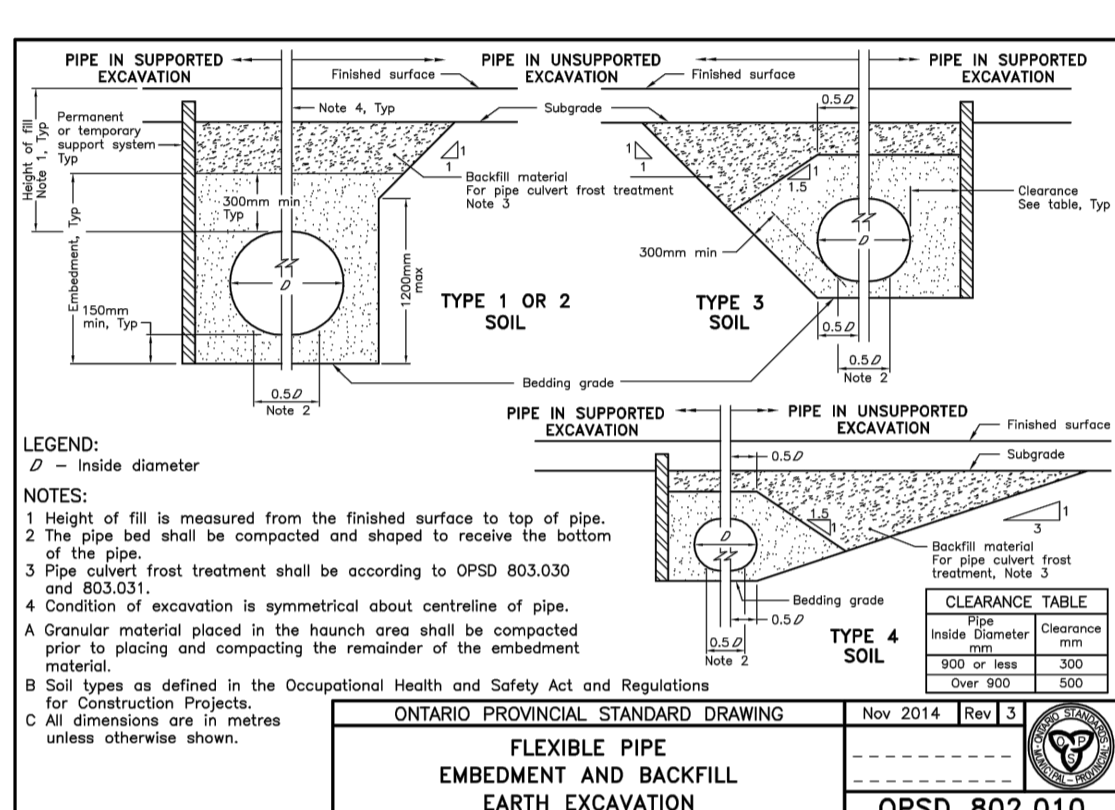 PIPE IN SUPPORTED
EXCAVATION
PIPE IN UNSUPPORTED
EXCAVATION
PIPE IN SUPPORTED
EXCAVATION
Finished surface
Finished surface
Height of fill
Note 1, Typ
Permanent
or temporary
support system
Typ
Note 4, Typ
Subgrade
0.5D
1
1
1
1
Backfill material
For pipe culvert frost treatment
Note 3
1
1.5
Clearance
See table, Typ
Embedment, Typ
300mm min
Typ
D
D
300mm min
1200mm
max
150mm
min, Typ
TYPE 1 OR 2
SOIL
TYPE 3
SOIL
0.5D
0.5D
Note 2
0.5D
Note 2
Bedding grade
PIPE IN SUPPORTED
EXCAVATION
PIPE IN UNSUPPORTED
EXCAVATION
Finished surface
Subgrade
0.5D
1.5
1
1
3
D
Backfill material
For pipe culvert frost
treatment, Note 3
Bedding grade
0.5D
0.5D
Note 2
TYPE 4
SOIL
LEGEND:
D – Inside diameter
NOTES:
1 Height of fill is measured from the finished surface to top of pipe.
2 The pipe bed shall be compacted and shaped to receive the bottom
of the pipe.
3 Pipe culvert frost treatment shall be according to OPSD 803.030
and 803.031.
4 Condition of excavation is symmetrical about centreline of pipe.
A Granular material placed in the haunch area shall be compacted
prior to placing and compacting the remainder of the embedment
material.
B Soil types as defined in the Occupational Health and Safety Act and Regulations
for Construction Projects.
C All dimensions are in metres
unless otherwise shown.
CLEARANCE TABLE
Pipe
Inside Diameter
mm
Clearance
mm
900 or less 300
Over 900 500
ONTARIO PROVINCIAL STANDARD DRAWING
Nov 2014 Rev 3
FLEXIBLE PIPE
EMBEDMENT AND BACKFILL
EARTH EXCAVATION
ONTARIO STANDARDS
MUNICIPAL - PROVINCIAL
O P S
OPSD 802.010